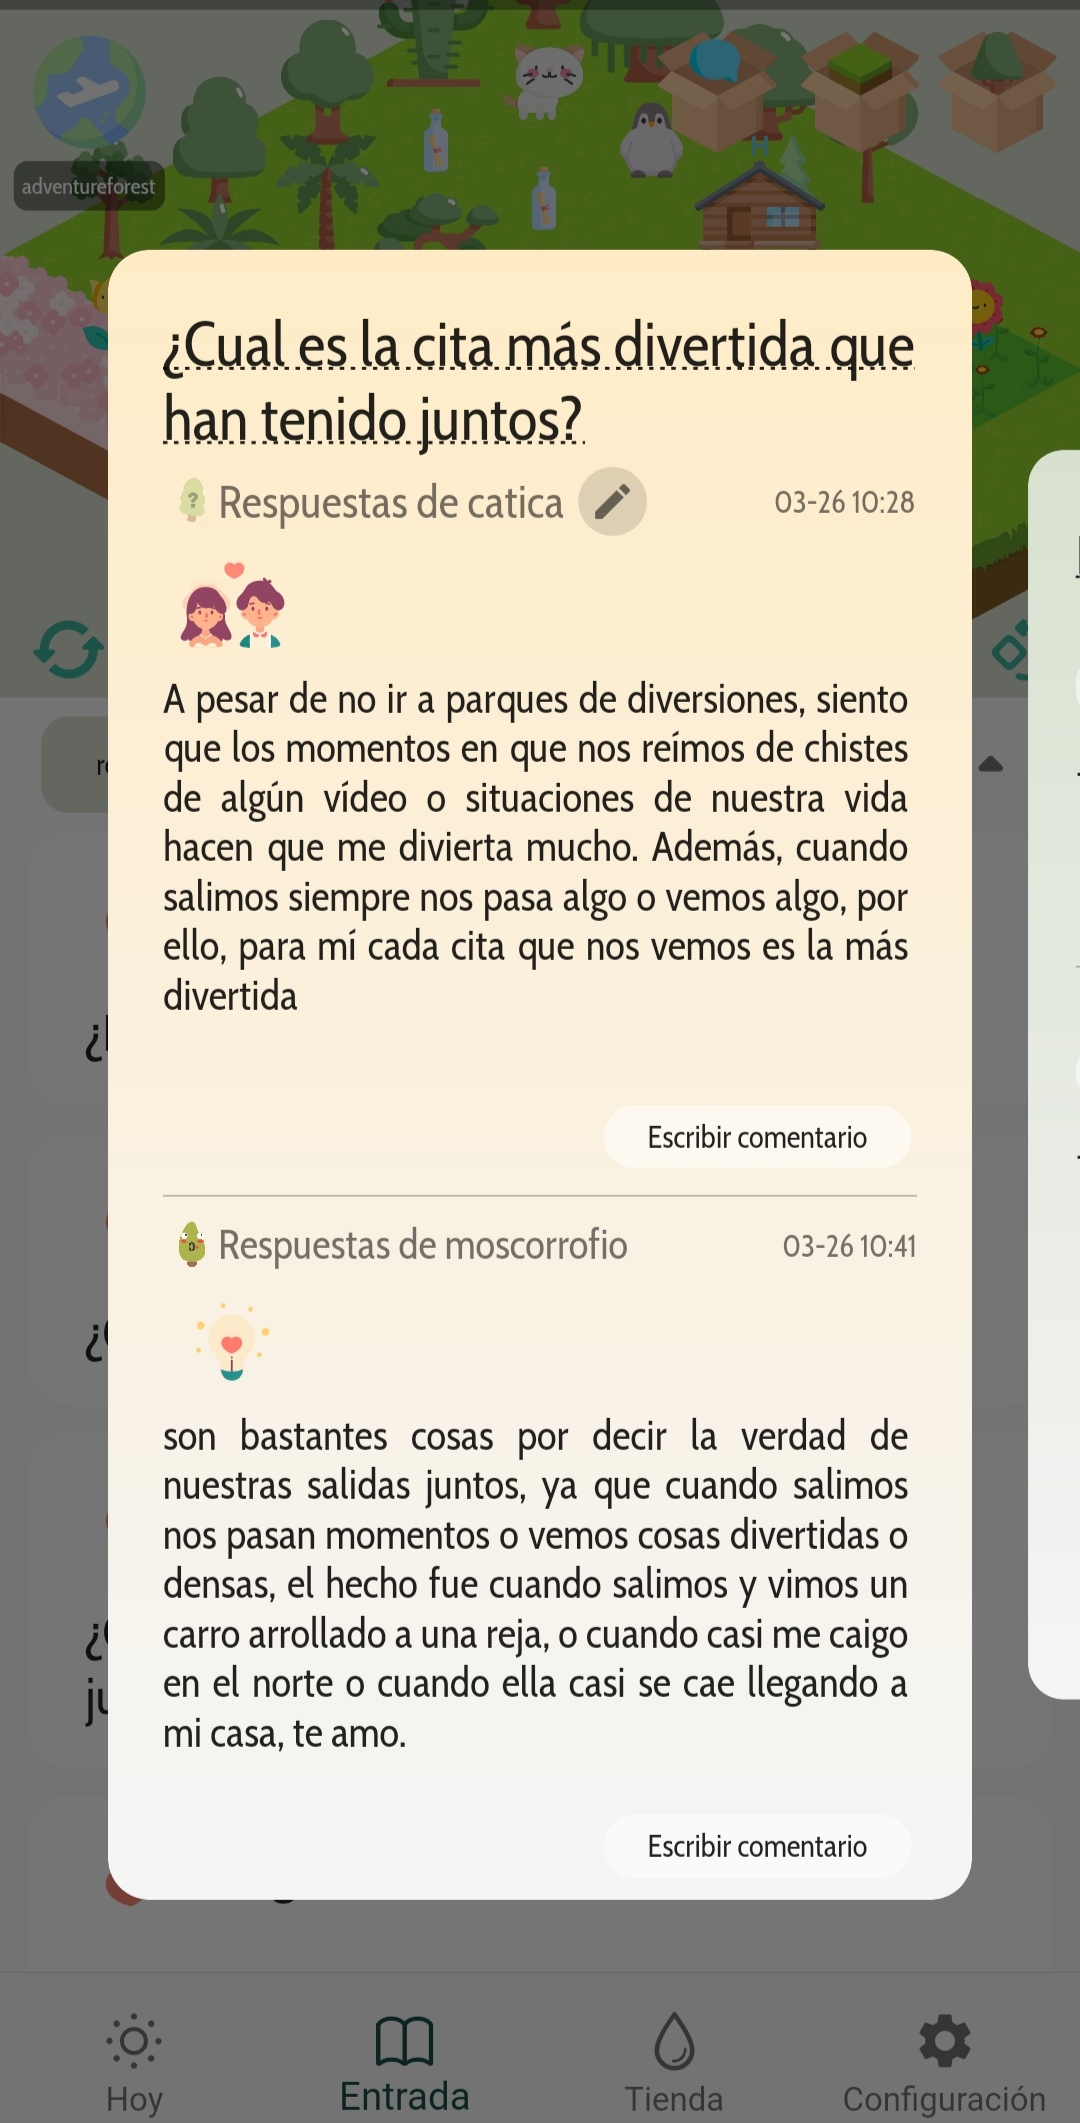 adventureforest
¿Cual es la cita más divertida que
han tenido juntos?
Respuestas de catica
03-26 10:28
A pesar de no ir a parques de diversiones, siento
que los momentos en que nos reímos de chistes
de algún vídeo o situaciones de nuestra vida
hacen que me divierta mucho. Además, cuando
salimos siempre nos pasa algo o vemos algo, por
ello, para mí cada cita que nos vemos es la más
divertida
Escribir comentario
Respuestas de moscorrofio
03-26 10:41
son bastantes cosas por decir la verdad de
nuestras salidas juntos, ya que cuando salimos
nos pasan momentos o vemos cosas divertidas o
densas, el hecho fue cuando salimos y vimos un
carro arrollado a una reja, o cuando casi me caigo
en el norte o cuando ella casi se cae llegando a
mi casa, te amo.
Escribir comentario
Hoy
Entrada
Tienda
Configuración